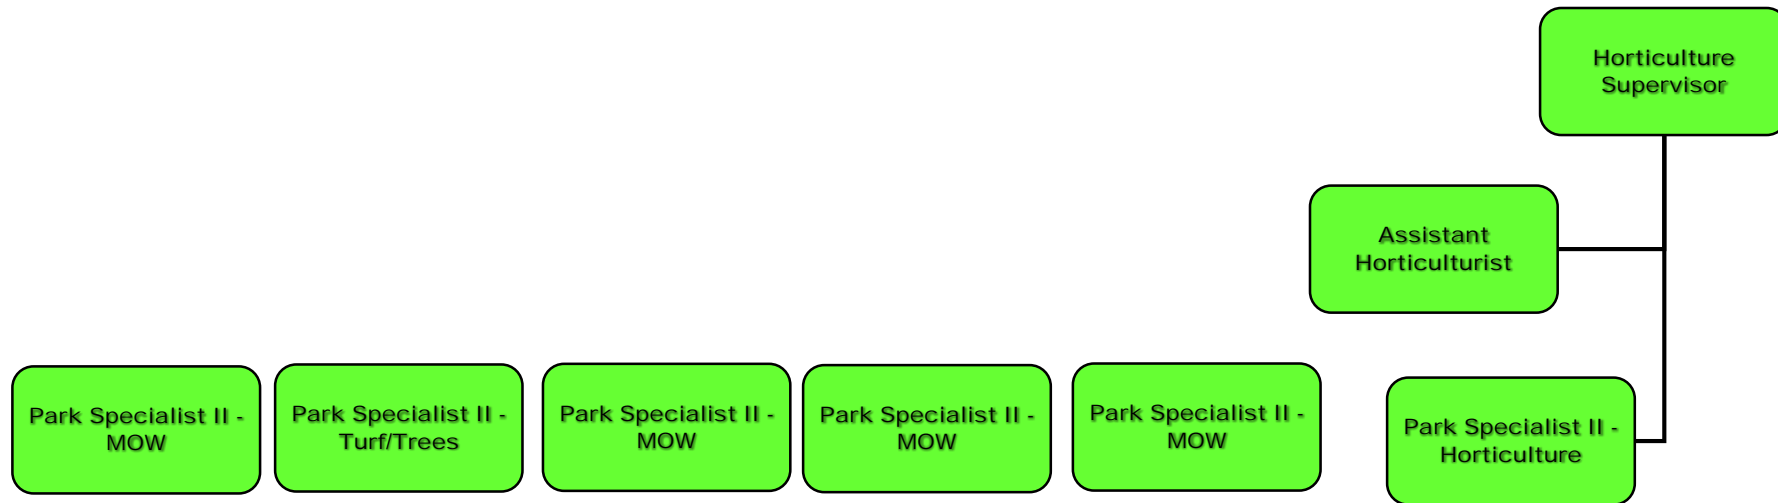 Horticulture
Supervisor
Assistant
Horticulturist
Park Specialist II -
MOW
Park Specialist II -
Turf/Trees
Park Specialist II -
MOW
Park Specialist II -
MOW
Park Specialist II -
MOW
Park Specialist II -
Horticulture